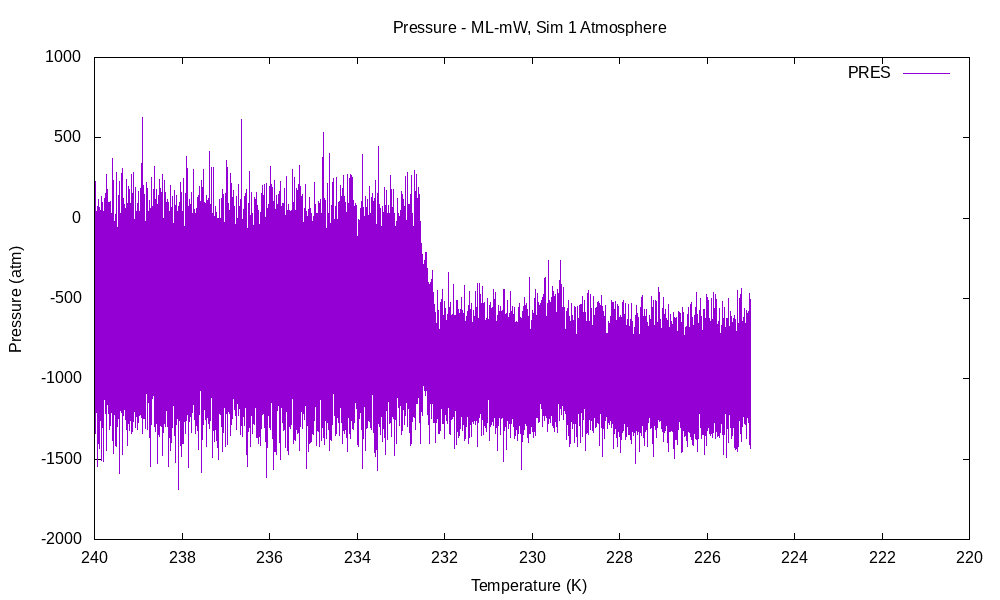 Pressure - ML-mW, Sim 1 Atmosphere
1000
500
0
-500
-1000
-1500
-2000
240 238 236 234 232 230 228 226 224 222 220
Pressure (atm)
Temperature (K)
PRES